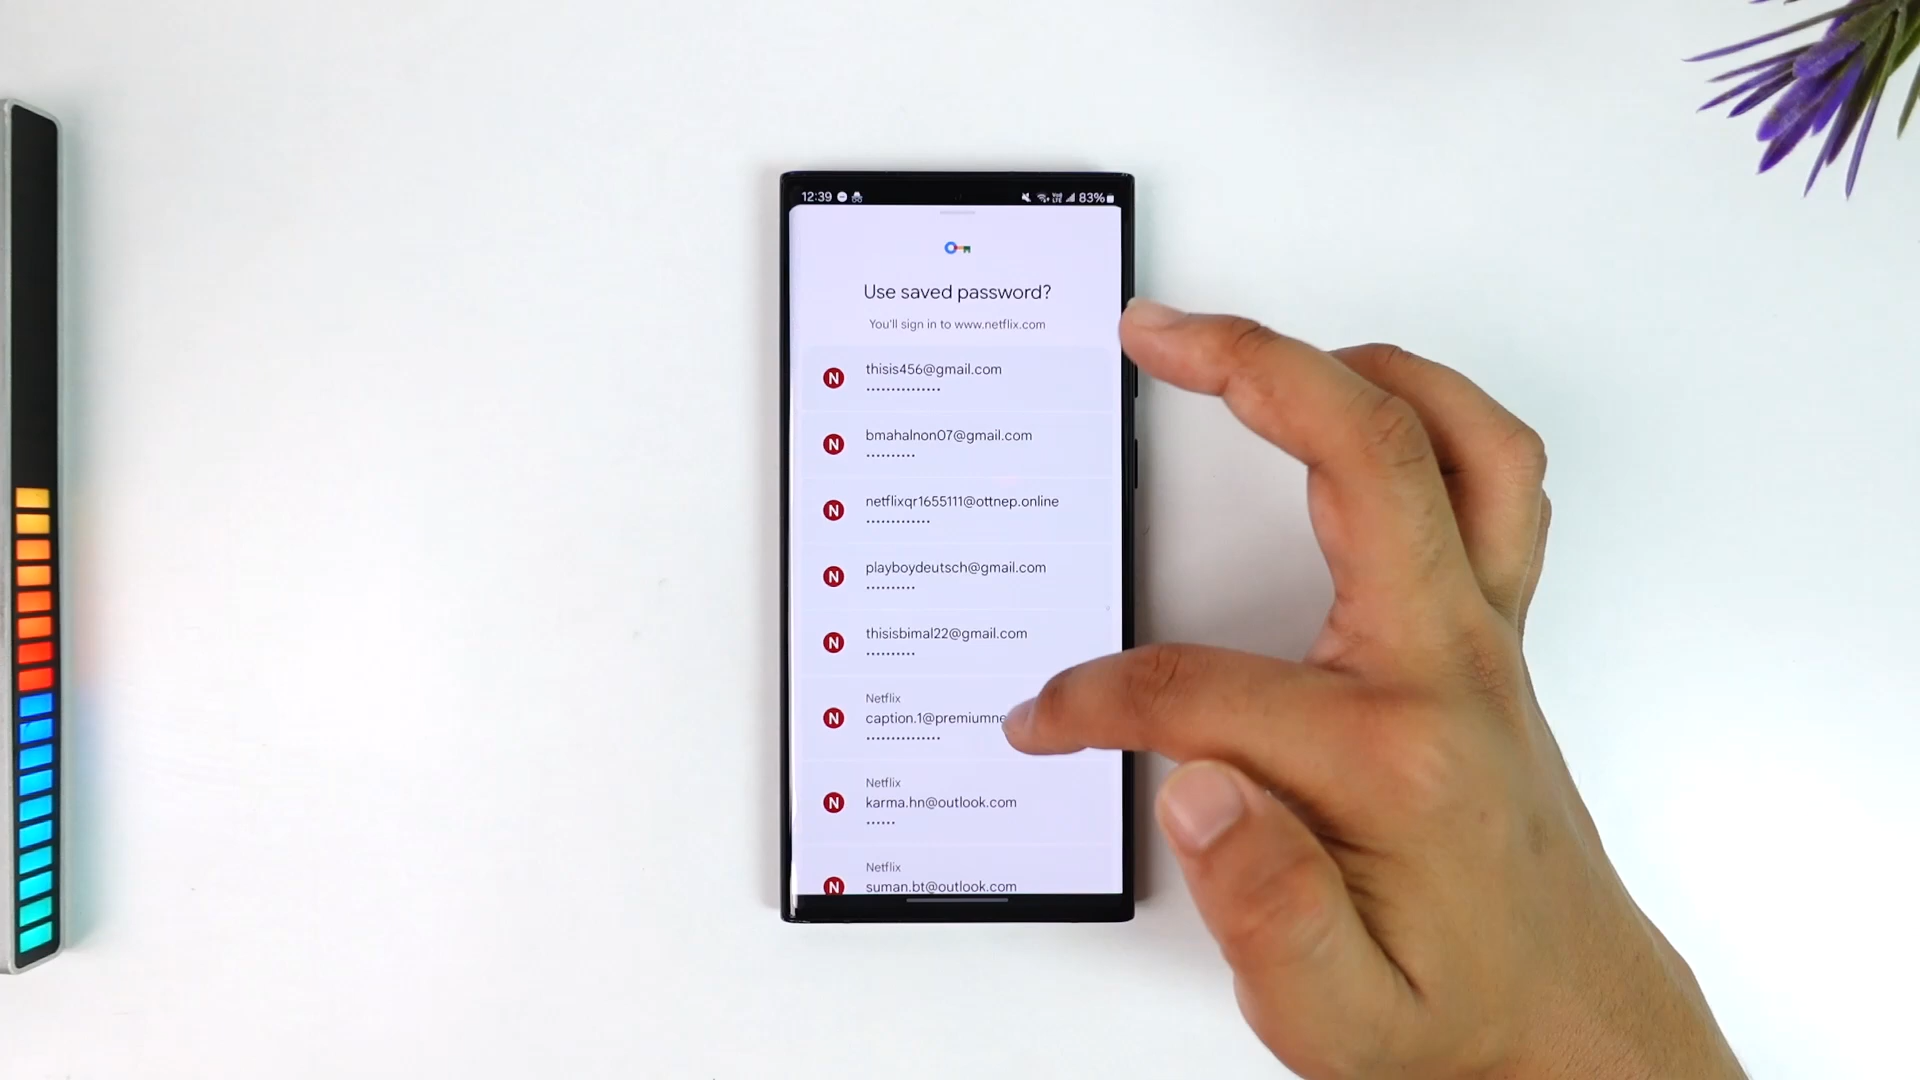 12:39
83%
Use saved password?
You'll sign in to www.netflix.com
N
thisis456@gmail.com
N
bmahalnon07@gmail.com
N
netflixqr1655111@ottnep.online
N
playboydeutsch@gmail.com
N
thisisbimal22@gmail.com
Netflix
N
caption.1@premiumne
Netflix
N
karma.hn@outlook.com
Netflix
N
suman.bt@outlook.com